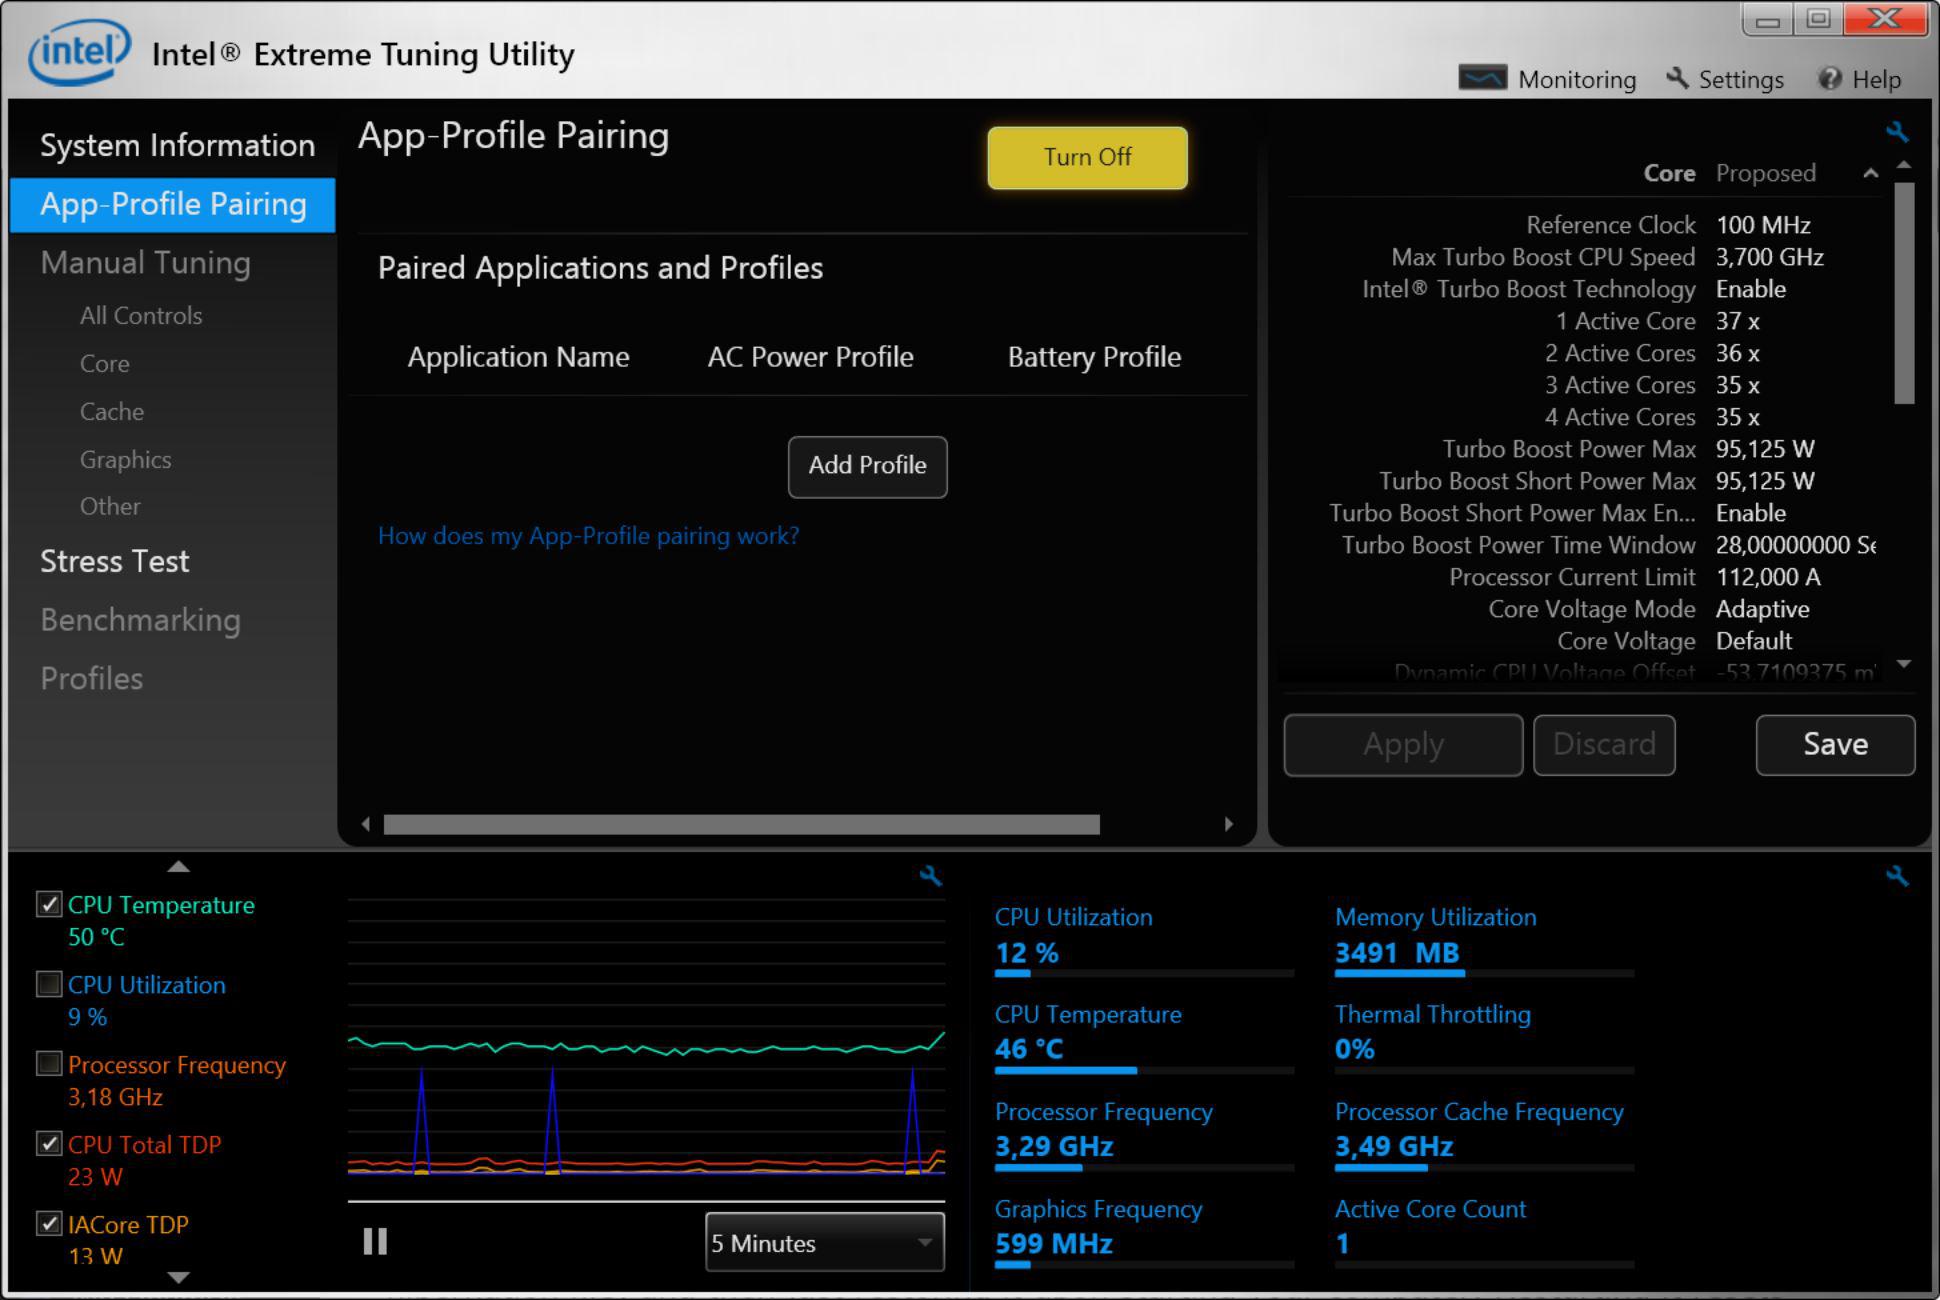 intel
Intel® Extreme Tuning Utility
Monitoring
Settings
Help
System Information
App-Profile Pairing
Manual Tuning
All Controls
Core
Cache
Graphics
Other
Stress Test
Benchmarking
Profiles
App-Profile Pairing
Turn Off
Paired Applications and Profiles
Application Name AC Power Profile Battery Profile
Add Profile
How does my App-Profile pairing work?
Core Proposed
Reference Clock 100 MHz
Max Turbo Boost CPU Speed 3,700 GHz
Intel® Turbo Boost Technology Enable
1 Active Core 37 x
2 Active Cores 36 x
3 Active Cores 35 x
4 Active Cores 35 x
Turbo Boost Power Max 95,125 W
Turbo Boost Short Power Max 95,125 W
Turbo Boost Short Power Max En... Enable
Turbo Boost Power Time Window 28,00000000 Se
Processor Current Limit 112,000 A
Core Voltage Mode Adaptive
Core Voltage Default
Dynamic CPU Voltage Offset -53,7109375 m
Apply
Discard
Save
CPU Temperature
50 °C
CPU Utilization
9 %
Processor Frequency
3,18 GHz
CPU Total TDP
23 W
IACore TDP
13 W
5 Minutes
CPU Utilization
12 %
Memory Utilization
3491 MB
CPU Temperature
46 °C
Thermal Throttling
0%
Processor Frequency
3,29 GHz
Processor Cache Frequency
3,49 GHz
Graphics Frequency
599 MHz
Active Core Count
1